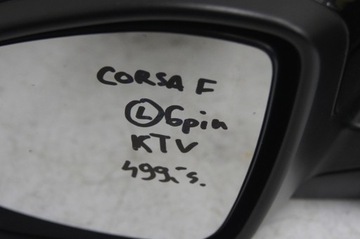 CORSA F
L 6pin
KTV
499,-s.